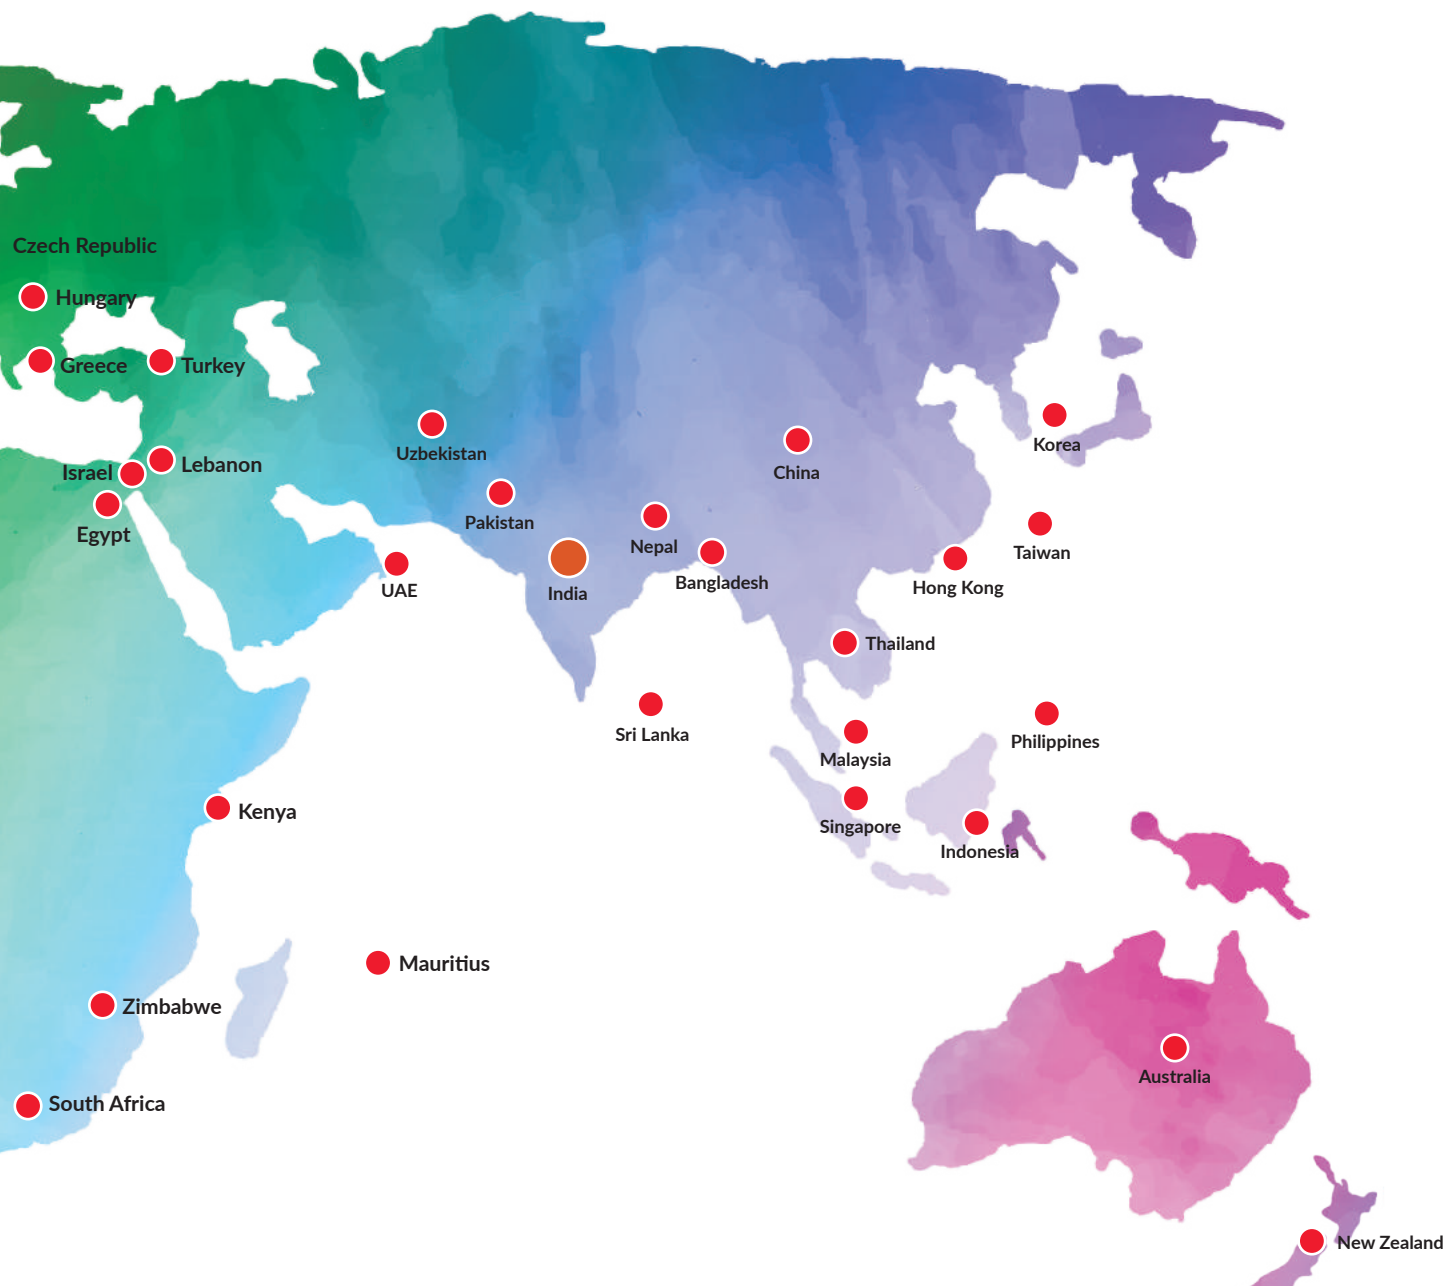 Czech Republic
Hungary
Greece
Turkey
Uzbekistan
China
Korea
Israel
Lebanon
Egypt
Pakistan
Nepal
Taiwan
UAE
India
Bangladesh
Hong Kong
Thailand
Sri Lanka
Malaysia
Philippines
Kenya
Singapore
Indonesia
Mauritius
Zimbabwe
Australia
South Africa
New Zealand